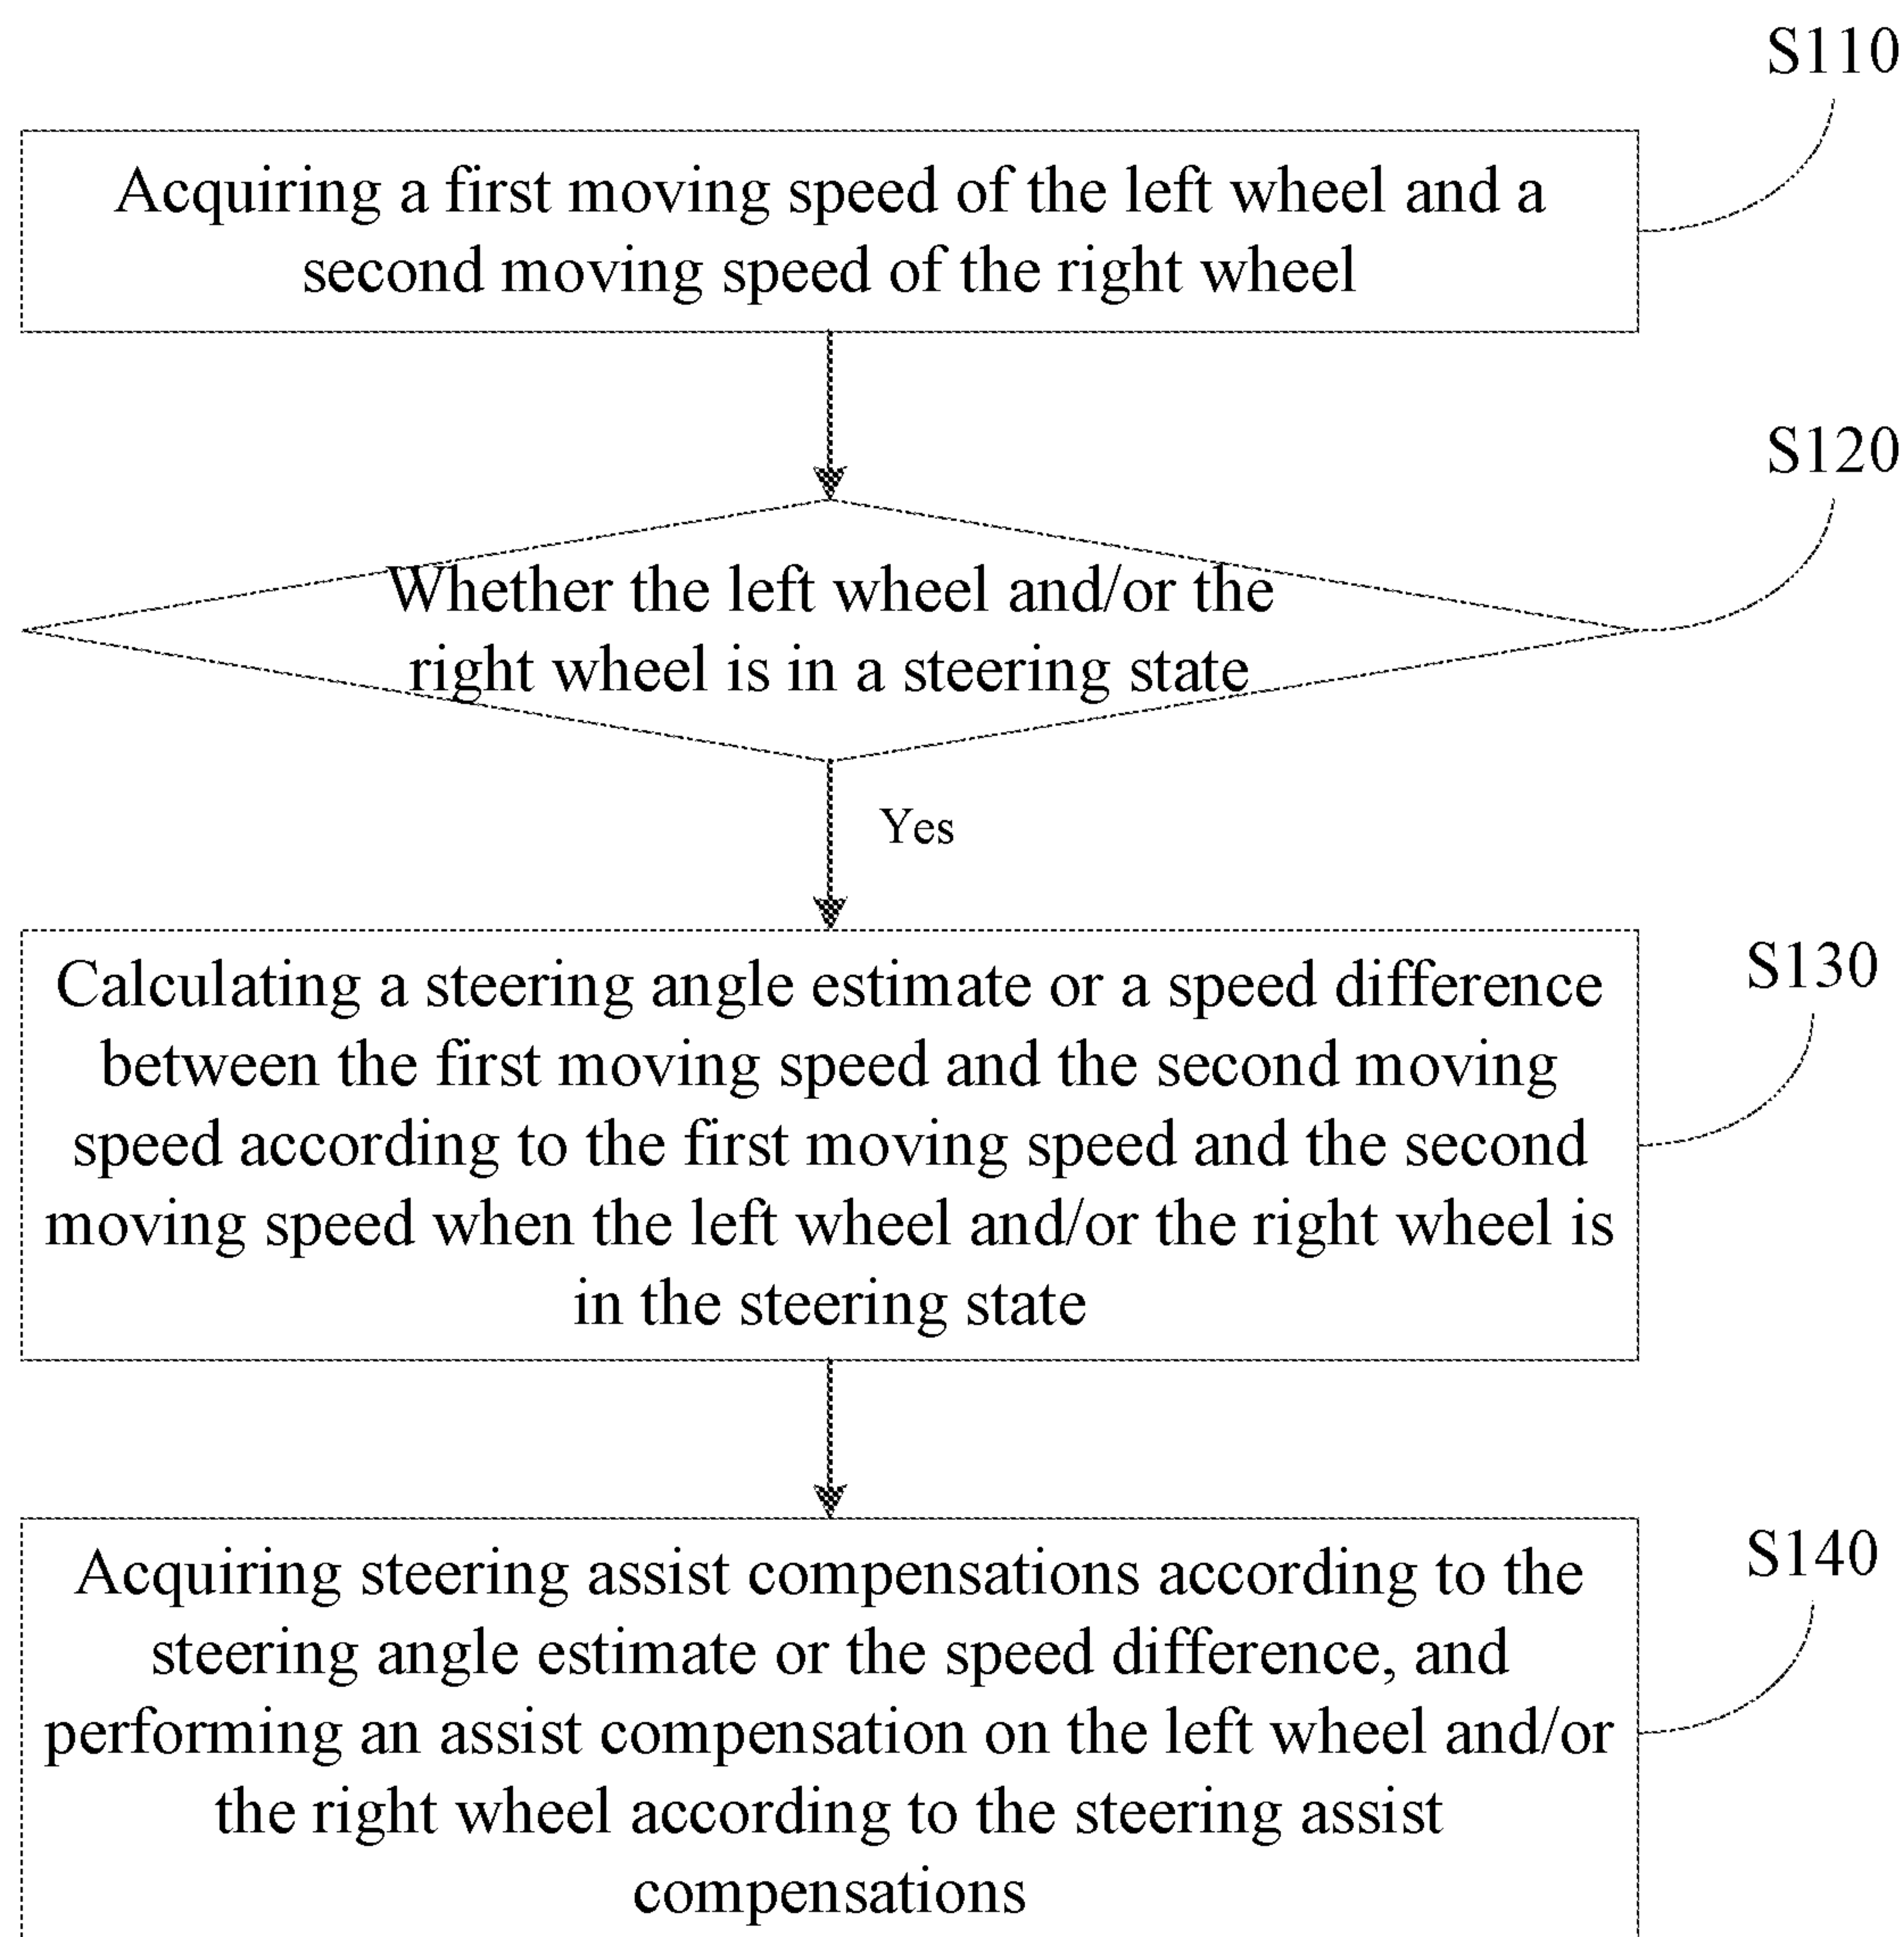 S110
Acquiring a first moving speed of the left wheel and a
second moving speed of the right wheel
S120
Whether the left wheel and/or the
right wheel is in a steering state
Yes
S130
Calculating a steering angle estimate or a speed difference
between the first moving speed and the second moving
speed according to the first moving speed and the second
moving speed when the left wheel and/or the right wheel is
in the steering state
S140
Acquiring steering assist compensations according to the
steering angle estimate or the speed difference, and
performing an assist compensation on the left wheel and/or
the right wheel according to the steering assist
compensations